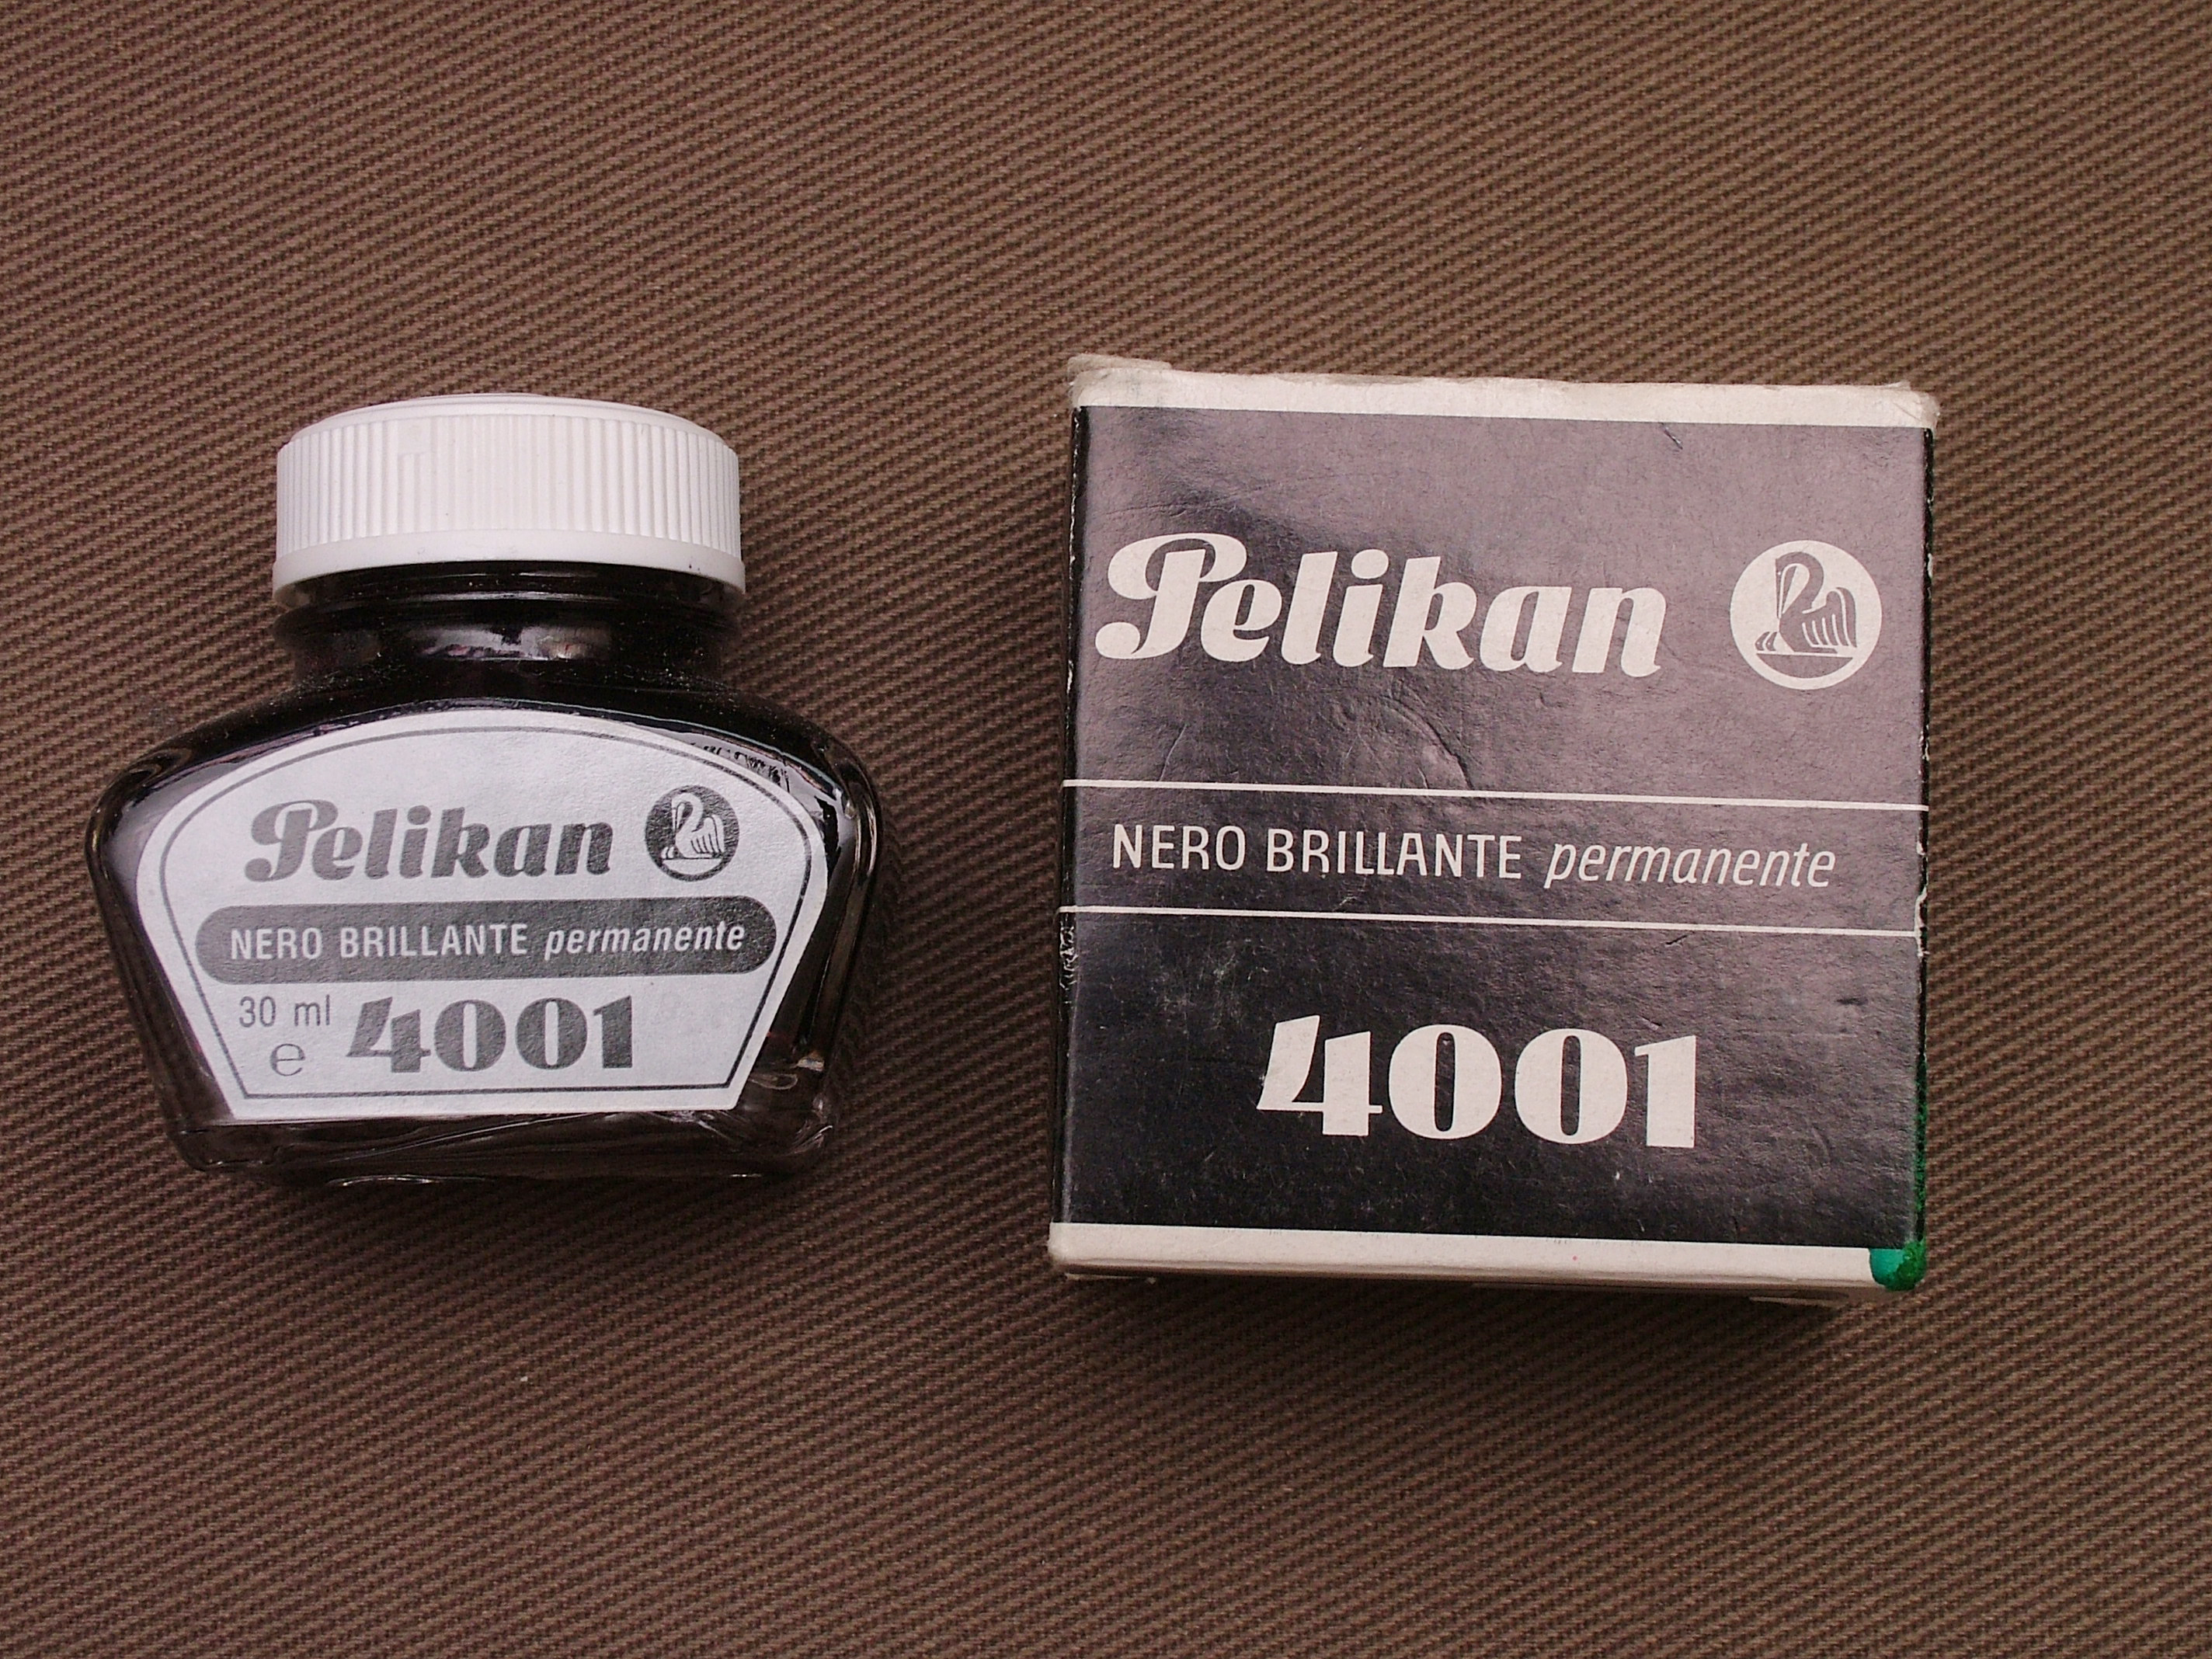 Pelikan
NERO BRILLANTE permanente
30 ml 4001
e
Pelikan
NERO BRILLANTE permanente
4001